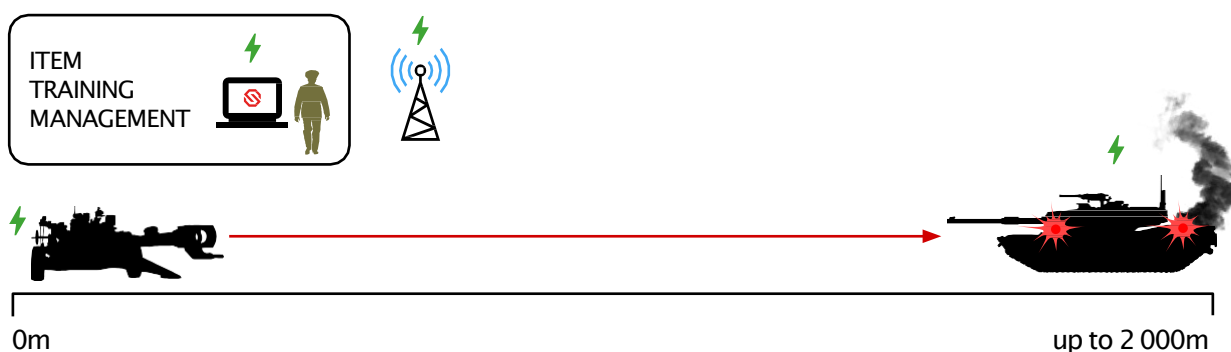 ITEM
TRAINING
MANAGEMENT
0m
up to 2 000m